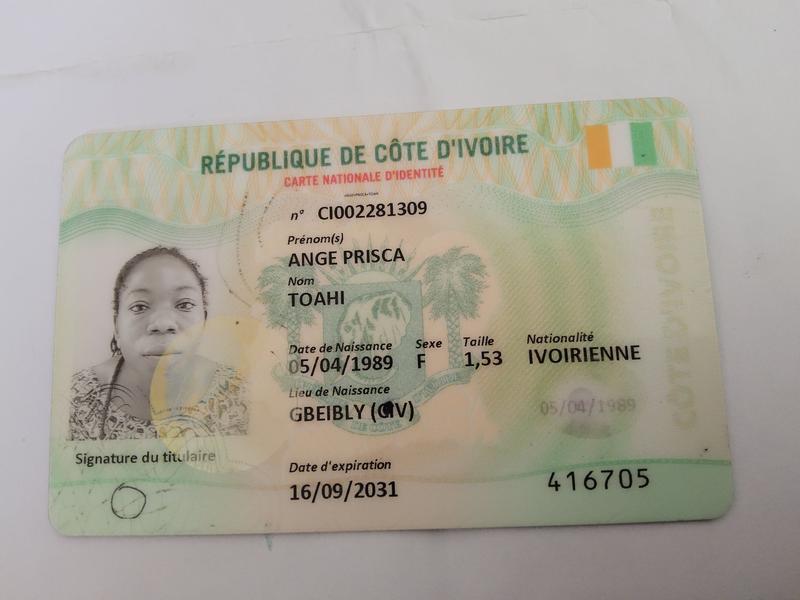 RÉPUBLIQUE DE CÔTE D'IVOIRE
CARTE NATIONALE D'IDENTITÉ
n° CI002281309
Prénom(s)
ANGE PRISCA
Nom
TOAHI
Date de Naissance Sexe Taille Nationalité
05/04/1989 F 1,53 IVOIRIENNE
Lieu de Naissance
GBEIBLY (CIV)
05/04/1989
Signature du titulaire
Date d'expiration
16/09/2031
416705
CÔTE D'IVOIRE
DE CÔTE